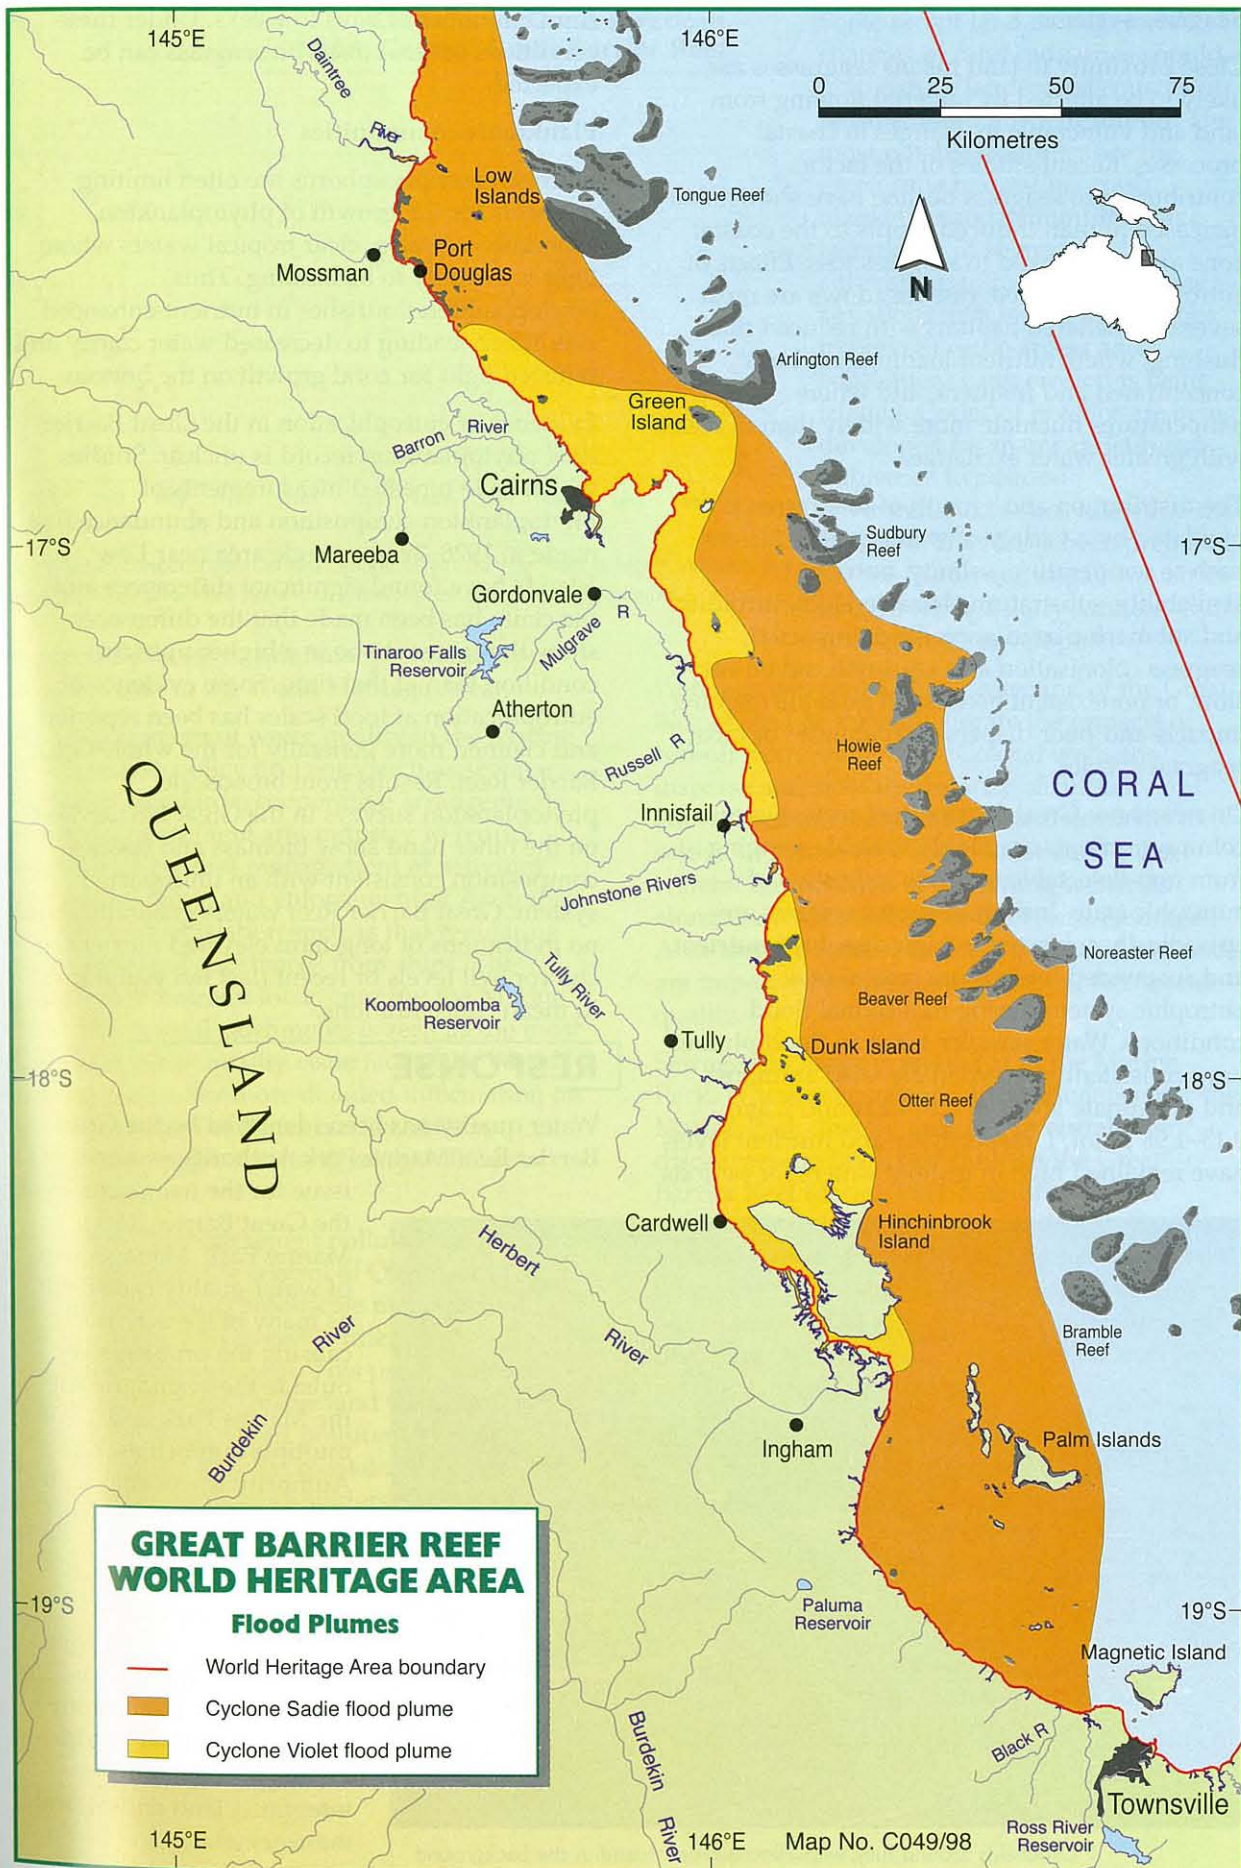 145°E
146°E
0 25 50 75
Kilometres
Daintree
River
Low
Islands
Tongue Reef
Port
Douglas
Mossman
N
Arlington Reef
Green
Island
Barron River
Cairns
17°S
Mareeba
Sudbury
Reef
17°S
Gordonvale
Mulgrave R
Tinaroo Falls
Reservoir
Atherton
Russell R
Howie
Reef
CORAL
SEA
QUEENSLAND
Innisfail
Johnstone Rivers
Noreaster Reef
Tully River
Koombooloomba
Reservoir
Beaver Reef
Tully
Dunk Island
18°S
18°S
Otter Reef
Cardwell
Hinchinbrook
Island
Herbert
River
River
Burdekin
Bramble
Reef
Ingham
Palm Islands
GREAT BARRIER REEF
WORLD HERITAGE AREA
Flood Plumes
World Heritage Area boundary
Cyclone Sadie flood plume
Cyclone Violet flood plume
19°S
19°S
Paluma
Reservoir
Magnetic Island
Burdekin
River
Black R
Townsville
Ross River
Reservoir
145°E
146°E
Map No. C049/98
RESPONSE